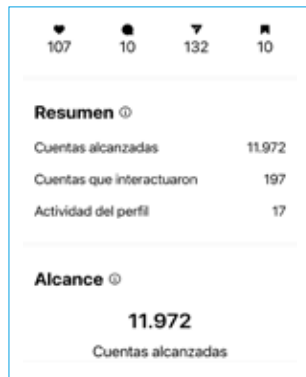 107 10 132 10
Resumen
Cuentas alcanzadas 11.972
Cuentas que interactuaron 197
Actividad del perfil 17
Alcance
11.972
Cuentas alcanzadas